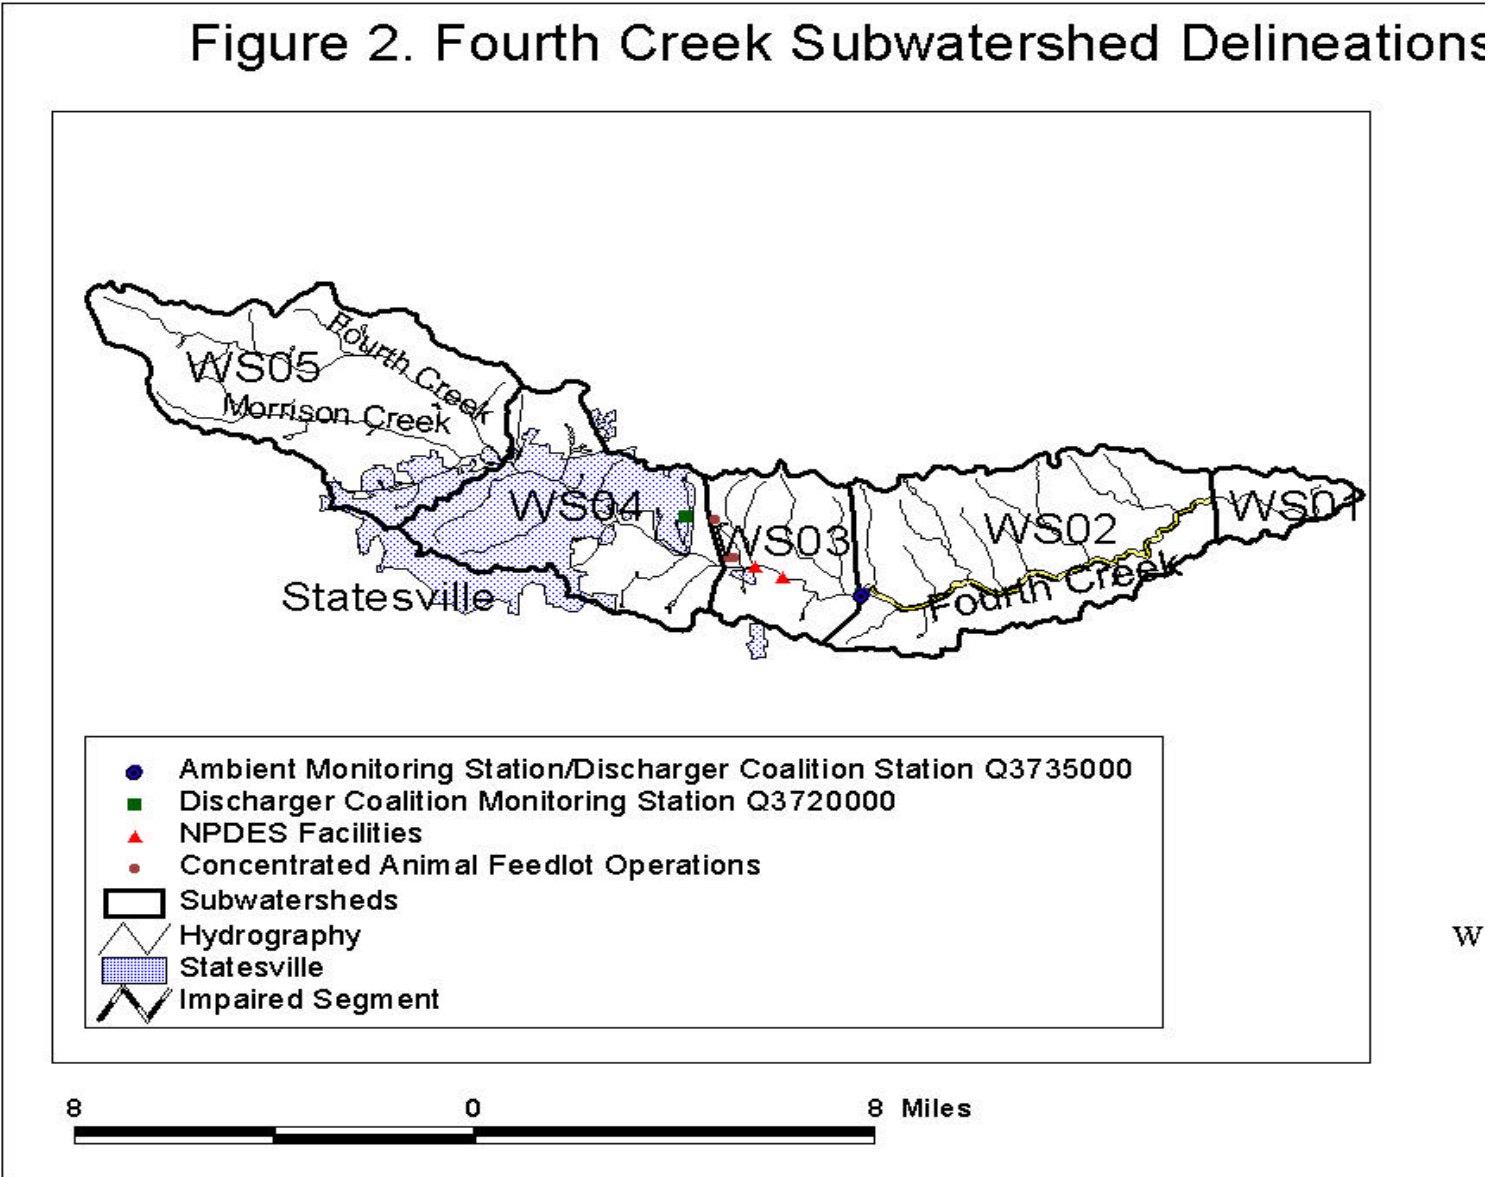 Figure 2. Fourth Creek Subwatershed Delineations
Fourth Creek
WS05
Morrison Creek
WS04
WS03
WS02
WS01
Fourth Creek
Statesville
Ambient Monitoring Station/Discharger Coalition Station Q3735000
Discharger Coalition Monitoring Station Q3720000
NPDES Facilities
Concentrated Animal Feedlot Operations
Subwatersheds
Hydrography
Statesville
Impaired Segment
W
8 0 8 Miles